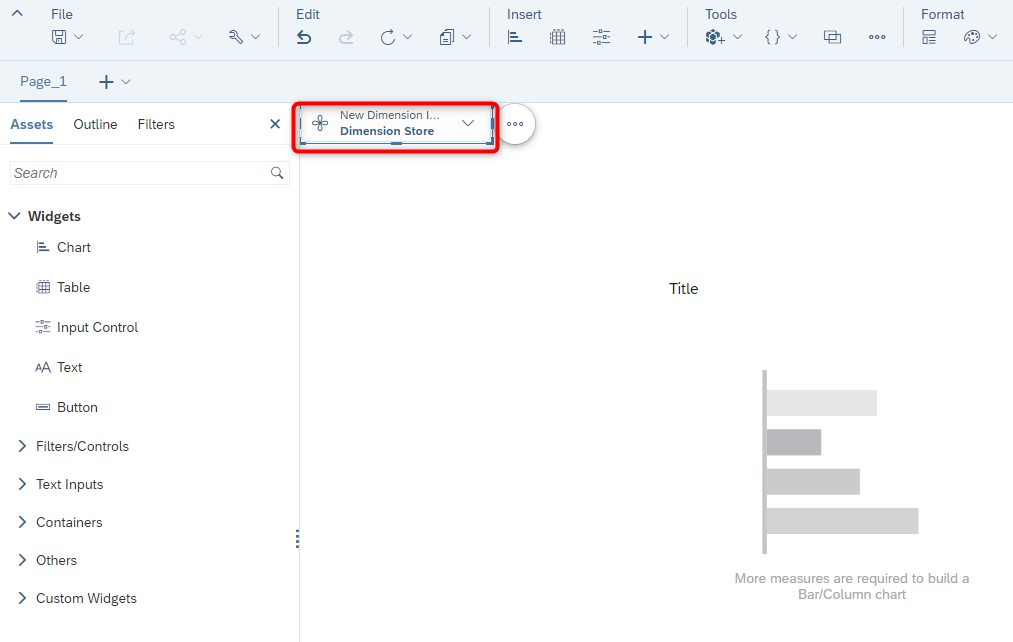 File
Edit
Insert
Tools
Format
Page_1
Assets
Outline
Filters
New Dimension I...
Dimension Store
Search
Widgets
Chart
Table
Input Control
AA Text
Button
Filters/Controls
Text Inputs
Containers
Others
Custom Widgets
Title
More measures are required to build a
Bar/Column chart